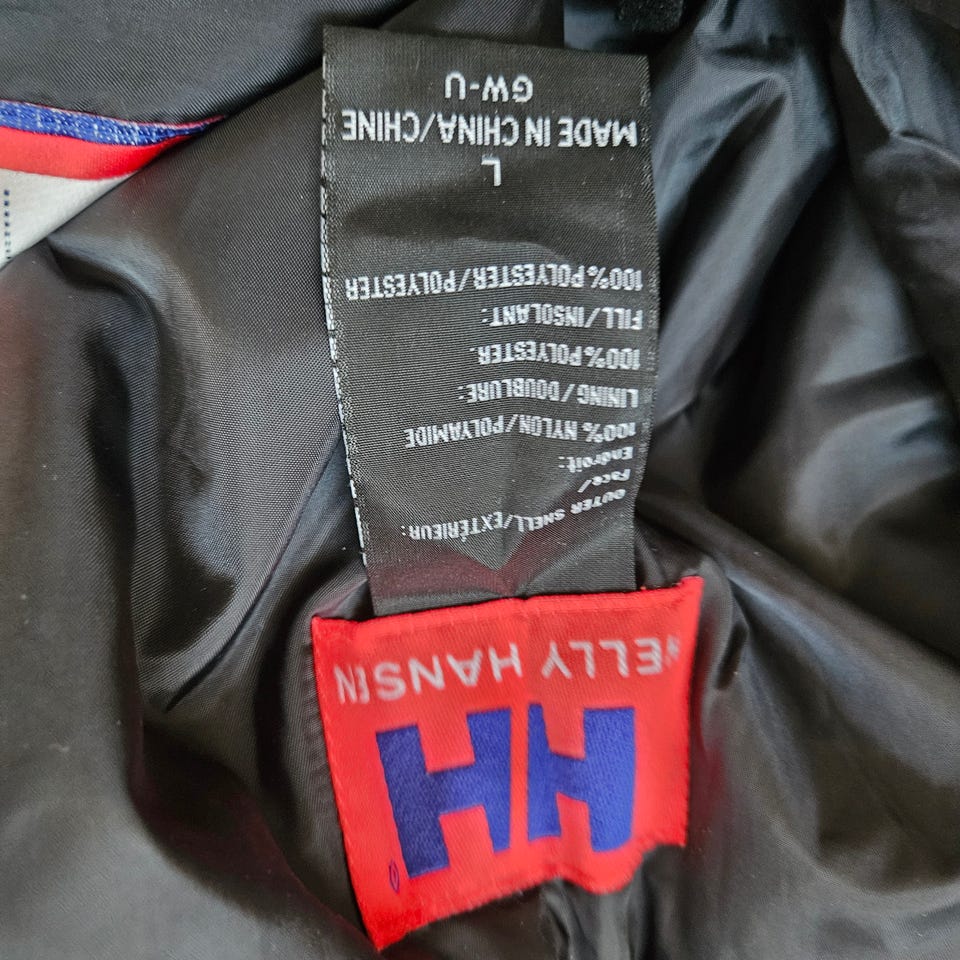 HH®
HELLY HANSEN
OUTER SNELL/EXTÉRIEUR:
Face/
Endroit:
100% NYLON/POLYAMIDE
LINING/DOUBLURE:
100% POLYESTER.
FILL/INSOLANT:
100% POLYESTER/POLYESTER
L
MADE IN CHINA/CHINE
GW-U